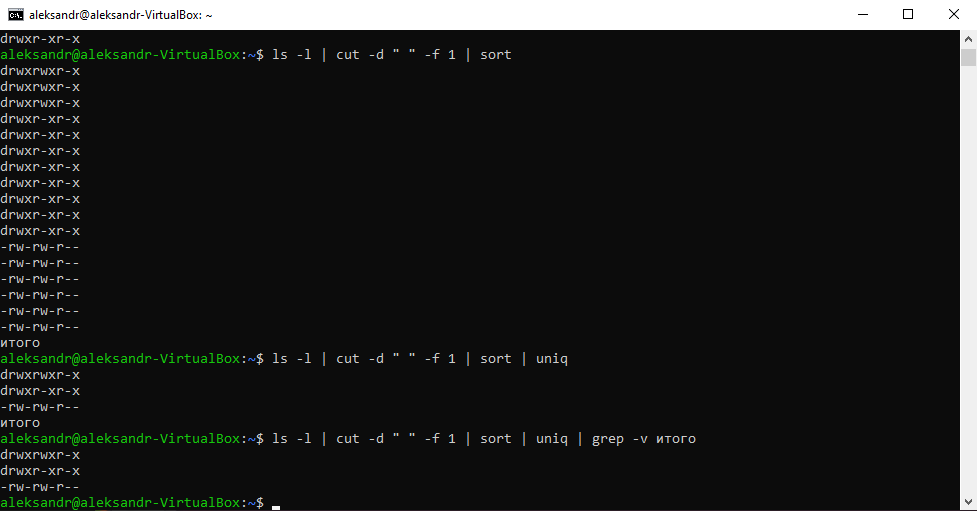 aleksandr@aleksandr-VirtualBox: ~
drwxr-xr-x
aleksandr@aleksandr-VirtualBox:~$ ls -l | cut -d " " -f 1 | sort
drwxrwxr-x
drwxrwxr-x
drwxrwxr-x
drwxr-xr-x
drwxr-xr-x
drwxr-xr-x
drwxr-xr-x
drwxr-xr-x
drwxr-xr-x
drwxr-xr-x
drwxr-xr-x
-rw-rw-r--
-rw-rw-r--
-rw-rw-r--
-rw-rw-r--
-rw-rw-r--
-rw-rw-r--
итого
aleksandr@aleksandr-VirtualBox:~$ ls -l | cut -d " " -f 1 | sort | uniq
drwxrwxr-x
drwxr-xr-x
-rw-rw-r--
итого
aleksandr@aleksandr-VirtualBox:~$ ls -l | cut -d " " -f 1 | sort | uniq | grep -v итого
drwxrwxr-x
drwxr-xr-x
-rw-rw-r--
aleksandr@aleksandr-VirtualBox:~$